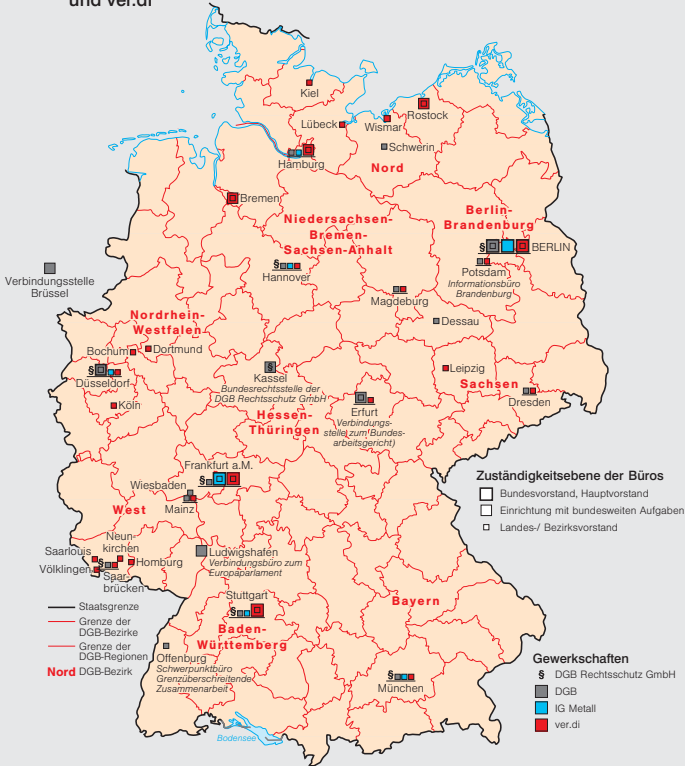 und ver.di
Kiel
Lübeck
Wismar
Rostock
Schwerin
Hamburg
Nord
Bremen
Niedersachsen-
Bremen-
Sachsen-Anhalt
Berlin-
Brandenburg
§
BERLIN
Potsdam
Informationsbüro
Brandenburg
§
Hannover
Magdeburg
Dessau
Verbindungsstelle
Brüssel
Nordrhein-
Westfalen
Bochum
Dortmund
§
Düsseldorf
Köln
§
Kassel
Bundesrechtsstelle der
DGB Rechtsschutz GmbH
Hessen-
Thüringen
Erfurt
Verbindungs-
stelle zum Bundes-
arbeitsgericht)
Leipzig
Sachsen
Dresden
Frankfurt a.M.
§
Wiesbaden
Mainz
West
Neun-
kirchen
Saarlouis
Völklingen
§
Homburg
Saar-
brücken
Ludwigshafen
Verbindungbüro zum
Europaparlament
Stuttgart
§
Baden-
Württemberg
Bayern
Offenburg
Schwerpunktbüro
Grenzüberschreitende
Zusammenarbeit
§
München
Bodensee
Zuständigkeitsebene der Büros
Bundesvorstand, Hauptvorstand
Einrichtung mit bundesweiten Aufgaben
Landes-/ Bezirksvorstand
Staatsgrenze
Grenze der
DGB-Bezirke
Grenze der
DGB-Regionen
Nord DGB-Bezirk
Gewerkschaften
§ DGB Rechtsschutz GmbH
DGB
IG Metall
ver.di